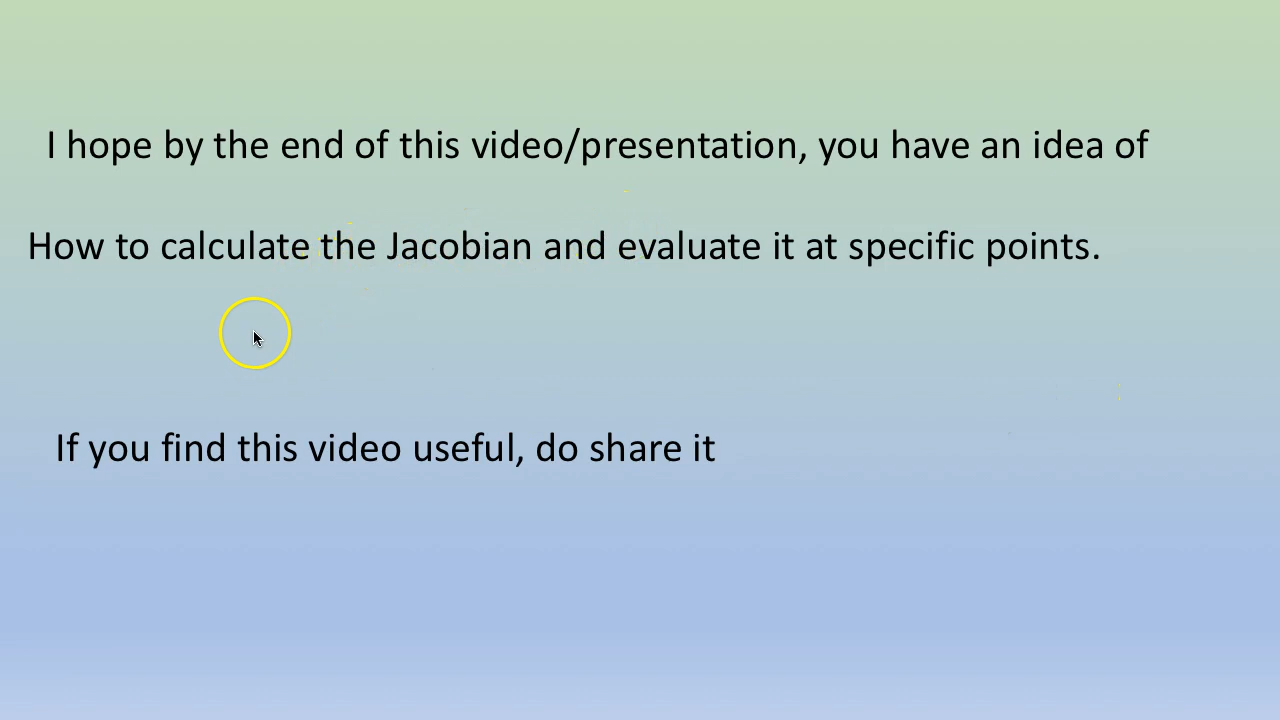 I hope by the end of this video/presentation, you have an idea of
How to calculate the Jacobian and evaluate it at specific points.
If you find this video useful, do share it